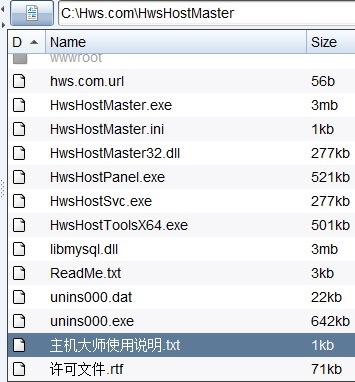 C:\Hws.com\HwsHostMaster
D Name Size
wwwroot
hws.com.url 56b
HwsHostMaster.exe 3mb
HwsHostMaster.ini 1kb
HwsHostMaster32.dll 277kb
HwsHostPanel.exe 521kb
HwsHostSvc.exe 277kb
HwsHostToolsX64.exe 501kb
libmysql.dll 3mb
ReadMe.txt 3kb
unins000.dat 22kb
unins000.exe 642kb
主机大师使用说明.txt 1kb
许可文件.rtf 71kb